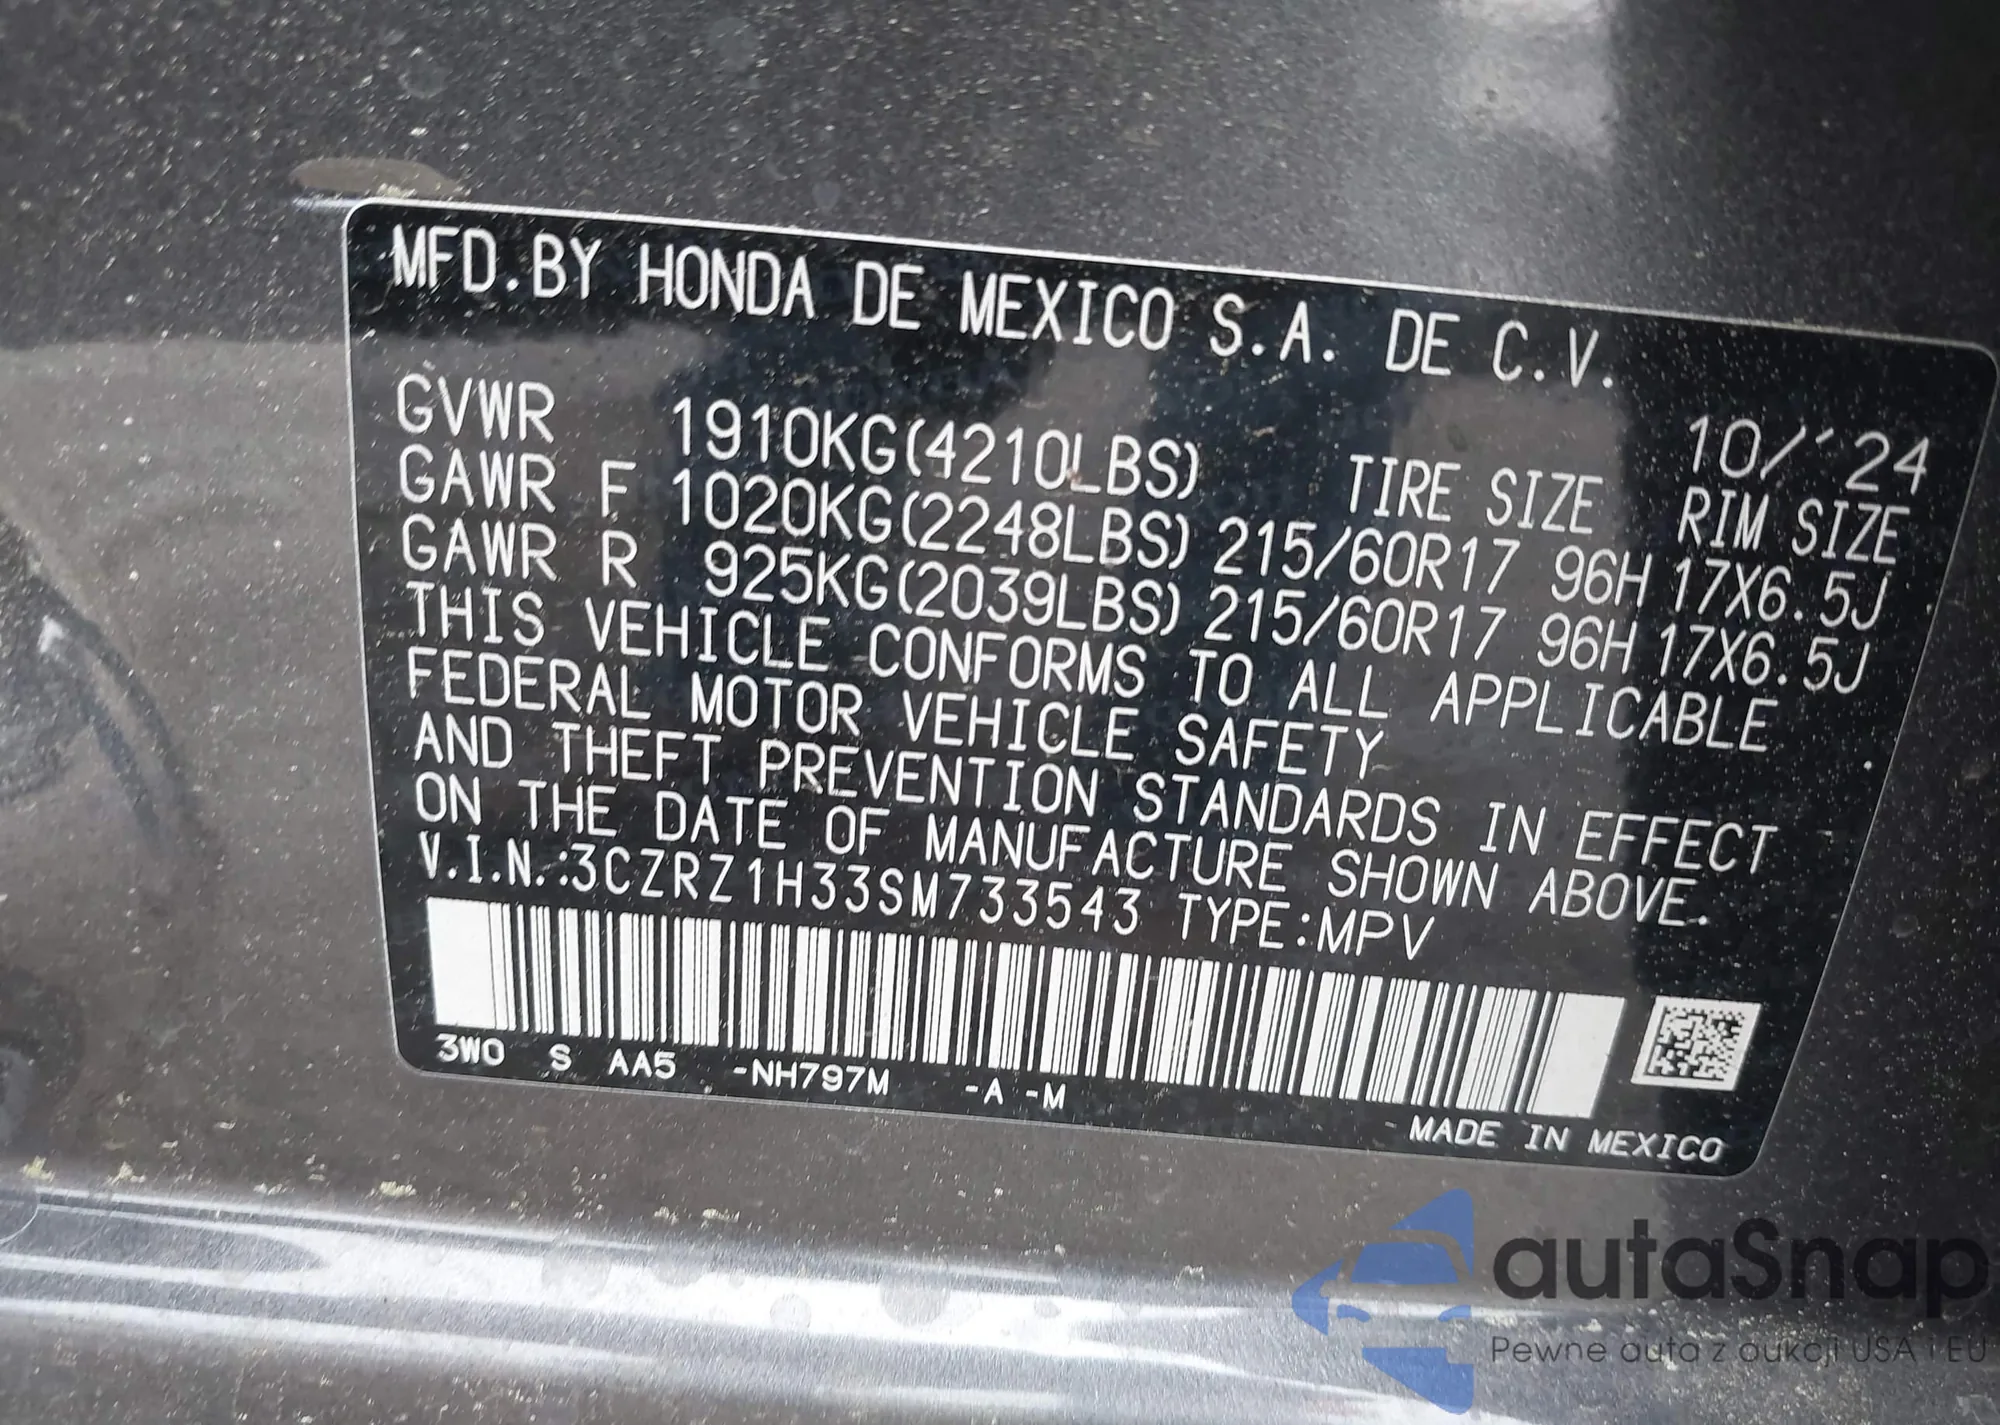 MFD.BY HONDA DE MEXICO S.A. DE C.V.
10/'24
GVWR 1910KG(4210LBS) TIRE SIZE RIM SIZE
GAWR F 1020KG(2248LBS) 215/60R17 96H 17X6.5J
GAWR R 925KG(2039LBS) 215/60R17 96H 17X6.5J
THIS VEHICLE CONFORMS TO ALL APPLICABLE
FEDERAL MOTOR VEHICLE SAFETY
AND THEFT PREVENTION STANDARDS IN EFFECT
ON THE DATE OF MANUFACTURE SHOWN ABOVE.
V.I.N.:3CZRZ1H33SM733543 TYPE:MPV
3W0 S AA5 -NH797M -A -M
MADE IN MEXICO
autaSnap
Pewne auta z aukcji USA i EU